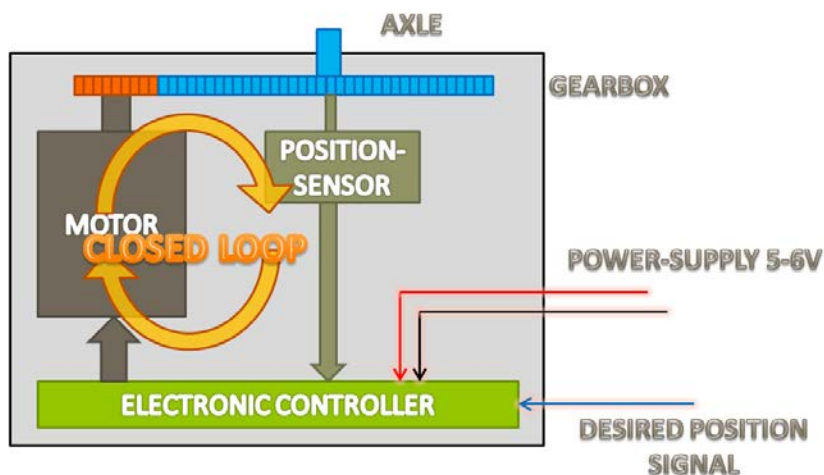 AXLE
GEARBOX
POSITION-
SENSOR
MOTOR
CLOSED LOOP
POWER-SUPPLY 5-6V
ELECTRONIC CONTROLLER
DESIRED POSITION
SIGNAL